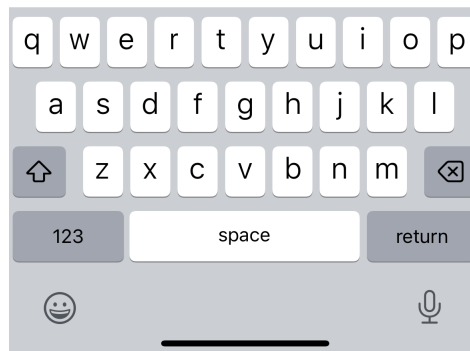 q w e r t y u i o p
a s d f g h j k l
z x c v b n m
123 space return